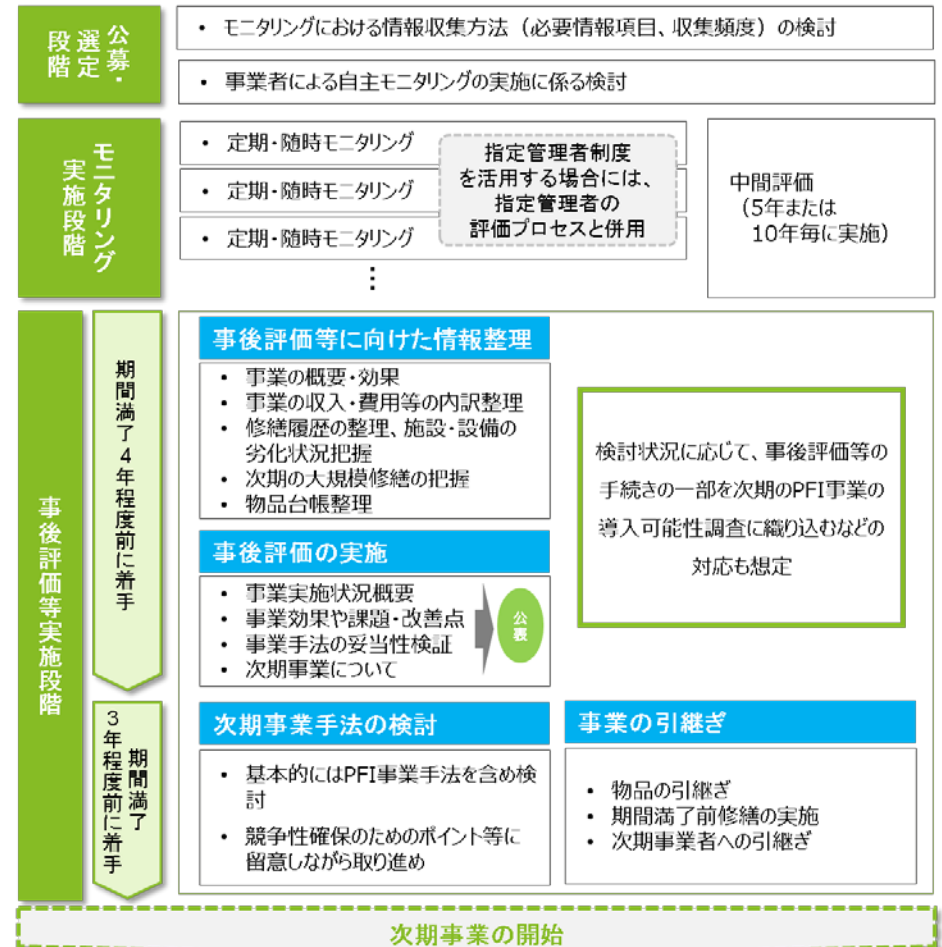 公募・
選定
段階
• モニタリングにおける情報収集方法（必要情報項目、収集頻度）の検討
• 事業者による自主モニタリングの実施に係る検討
モニタリング
実施段階
• 定期・随時モニタリング
• 定期・随時モニタリング
• 定期・随時モニタリング
⋮
指定管理者制度
を活用する場合には、
指定管理者の
評価プロセスと併用
中間評価
（5年または
10年毎に実施）
事後評価等実施段階
期間満了4年程度前に着手
事後評価等に向けた情報整理
• 事業の概要・効果
• 事業の収入・費用等の内訳整理
• 修繕履歴の整理、施設・設備の
劣化状況把握
• 次期の大規模修繕の把握
• 物品台帳整理
検討状況に応じて、事後評価等の
手続きの一部を次期のPFI事業の
導入可能性調査に織り込むなどの
対応も想定
事後評価の実施
• 事業実施状況概要
• 事業効果や課題・改善点
• 事業手法の妥当性検証
• 次期事業について
公表
期間満了
3年程度前に着手
次期事業手法の検討
• 基本的にはPFI事業手法を含め検
討
• 競争性確保のためのポイント等に
留意しながら取り進め
事業の引継ぎ
• 物品の引継ぎ
• 期間満了前修繕の実施
• 次期事業者への引継ぎ
次期事業の開始